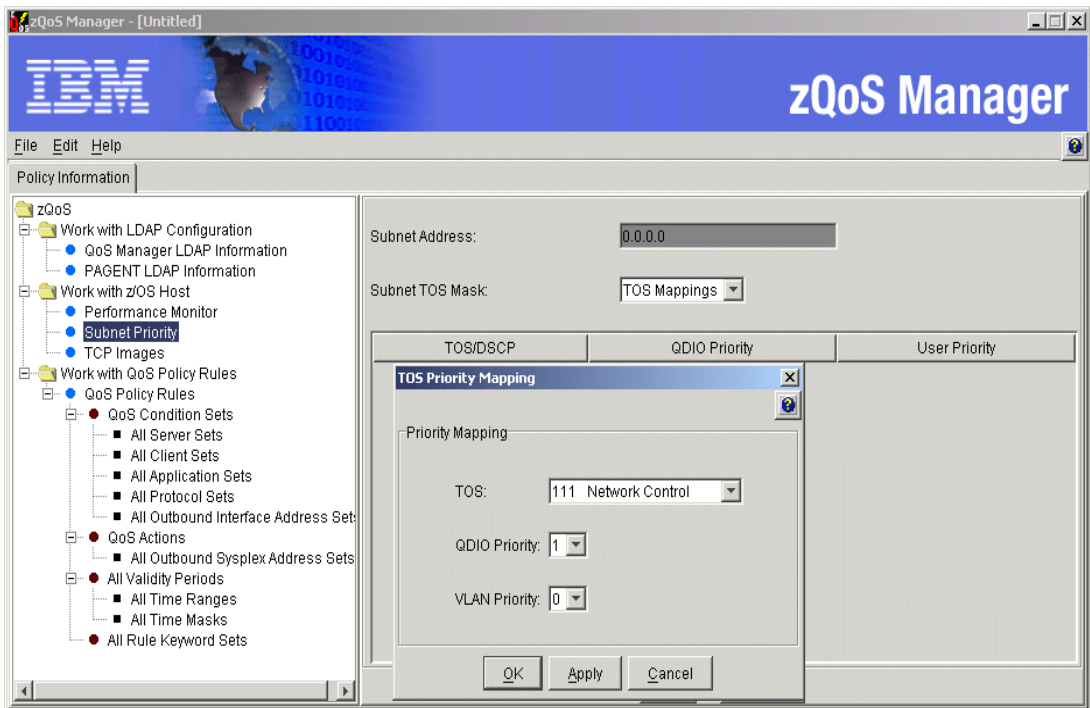 zQoS Manager - [Untitled]
IBM
zQoS Manager
File Edit Help
Policy Information
zQoS
Work with LDAP Configuration
QoS Manager LDAP Information
PAGENT LDAP Information
Work with z/OS Host
Performance Monitor
Subnet Priority
TCP Images
Work with QoS Policy Rules
QoS Policy Rules
QoS Condition Sets
All Server Sets
All Client Sets
All Application Sets
All Protocol Sets
All Outbound Interface Address Set
QoS Actions
All Outbound Sysplex Address Sets
All Validity Periods
All Time Ranges
All Time Masks
All Rule Keyword Sets
Subnet Address: 0.0.0.0
Subnet TOS Mask: TOS Mappings
TOS/DSCP QDIO Priority User Priority
TOS Priority Mapping
Priority Mapping
TOS: 111 Network Control
QDIO Priority: 1
VLAN Priority: 0
OK Apply Cancel